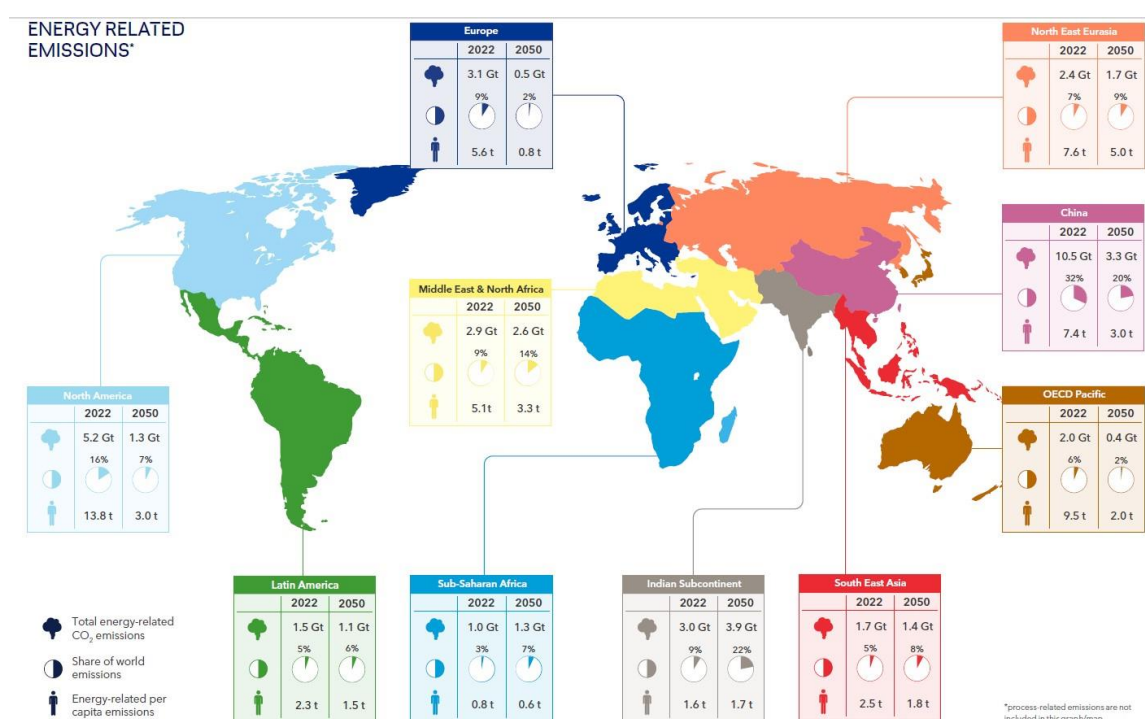 ENERGY RELATED
EMISSIONS*
Europe
2022 2050
3.1 Gt 0.5 Gt
9% 2%
5.6 t 0.8 t
North East Eurasia
2022 2050
2.4 Gt 1.7 Gt
7% 9%
7.6 t 5.0 t
China
2022 2050
10.5 Gt 3.3 Gt
32% 20%
7.4 t 3.0 t
Middle East & North Africa
2022 2050
2.9 Gt 2.6 Gt
9% 14%
5.1t 3.3 t
North America
2022 2050
5.2 Gt 1.3 Gt
16% 7%
13.8 t 3.0 t
OECD Pacific
2022 2050
2.0 Gt 0.4 Gt
6% 2%
9.5 t 2.0 t
Latin America
2022 2050
1.5 Gt 1.1 Gt
5% 6%
2.3 t 1.5 t
Sub-Saharan Africa
2022 2050
1.0 Gt 1.3 Gt
3% 7%
0.8 t 0.6 t
Indian Subcontinent
2022 2050
3.0 Gt 3.9 Gt
9% 22%
1.6 t 1.7 t
South East Asia
2022 2050
1.7 Gt 1.4 Gt
5% 8%
2.5 t 1.8 t
Total energy-related
CO₂ emissions
Share of world
emissions
Energy-related per
capita emissions
*process-related emissions are not
included in this graph/map